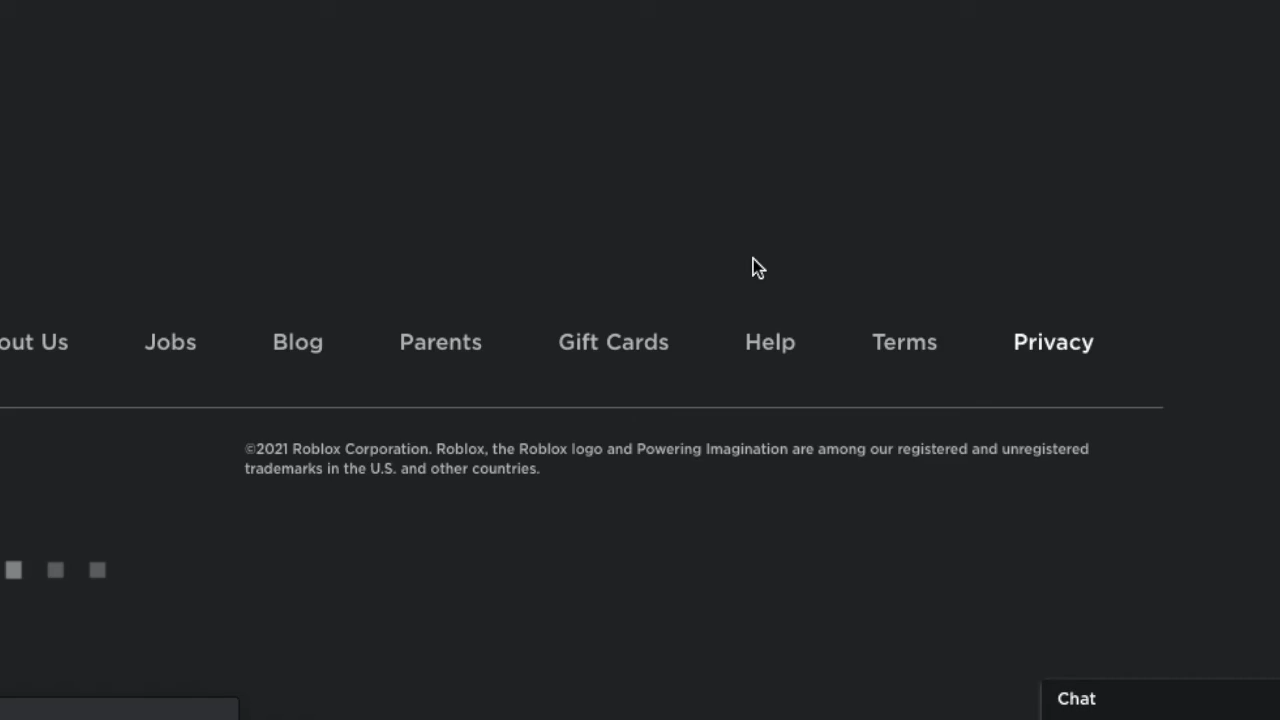 out Us Jobs Blog Parents Gift Cards Help Terms Privacy
©2021 Roblox Corporation. Roblox, the Roblox logo and Powering Imagination are among our registered and unregistered
trademarks in the U.S. and other countries.
Chat